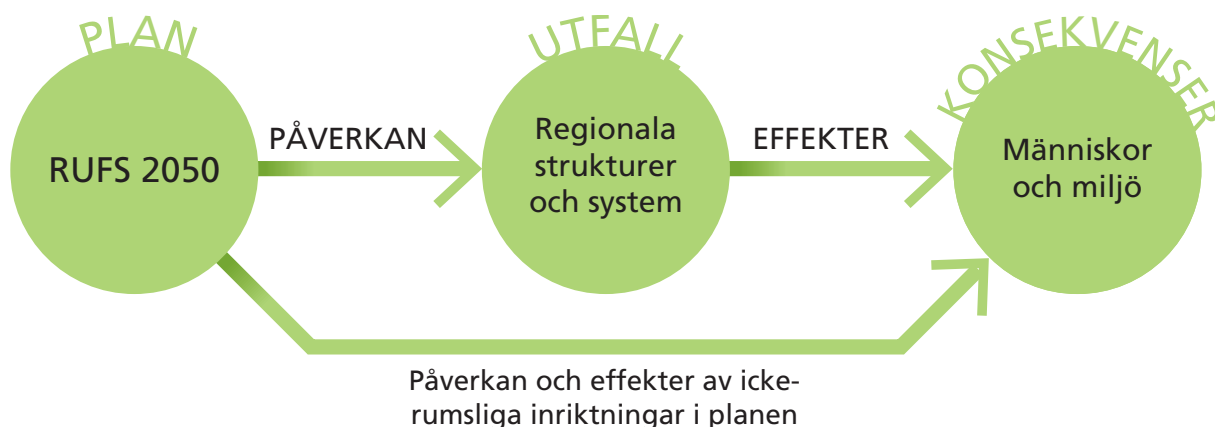 PLAN
UTFALL
KONSEKVENSER
RUFS 2050
PÅVERKAN
Regionala
strukturer
och system
EFFEKTER
Människor
och miljö
Påverkan och effekter av icke-
rumsliga inriktningar i planen